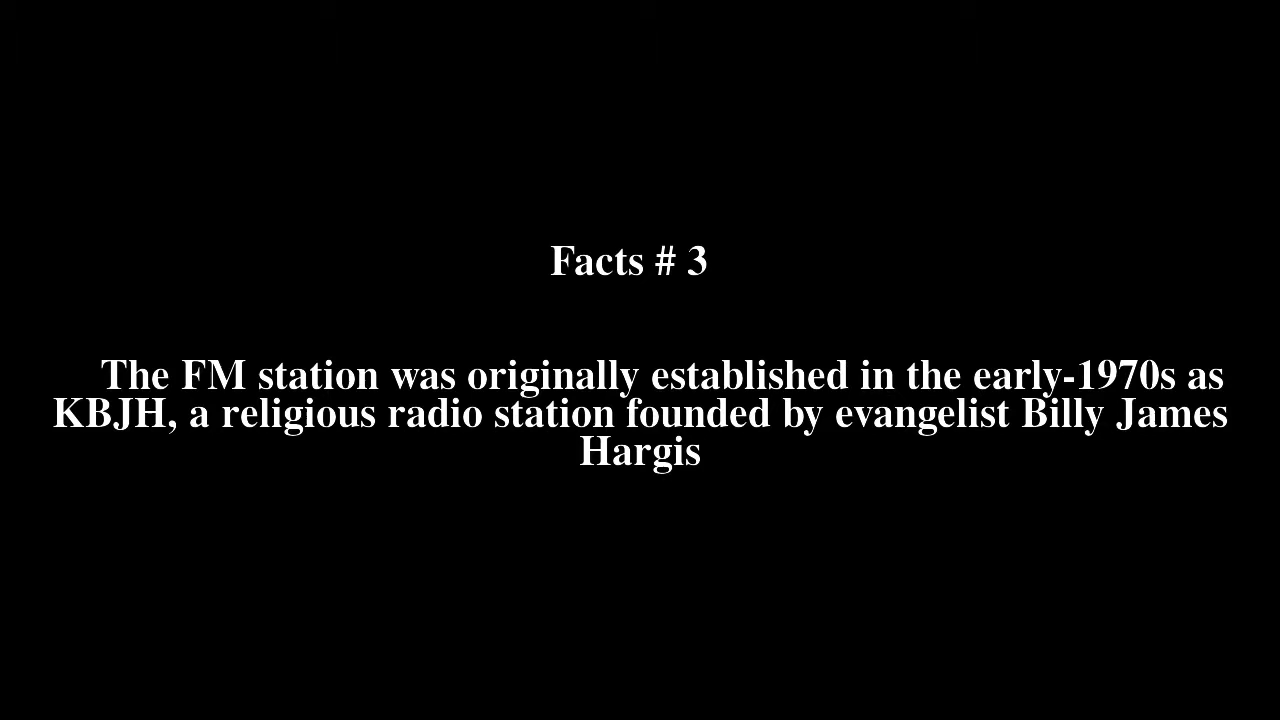 Facts # 3
The FM station was originally established in the early-1970s as
KBJH, a religious radio station founded by evangelist Billy James
Hargis